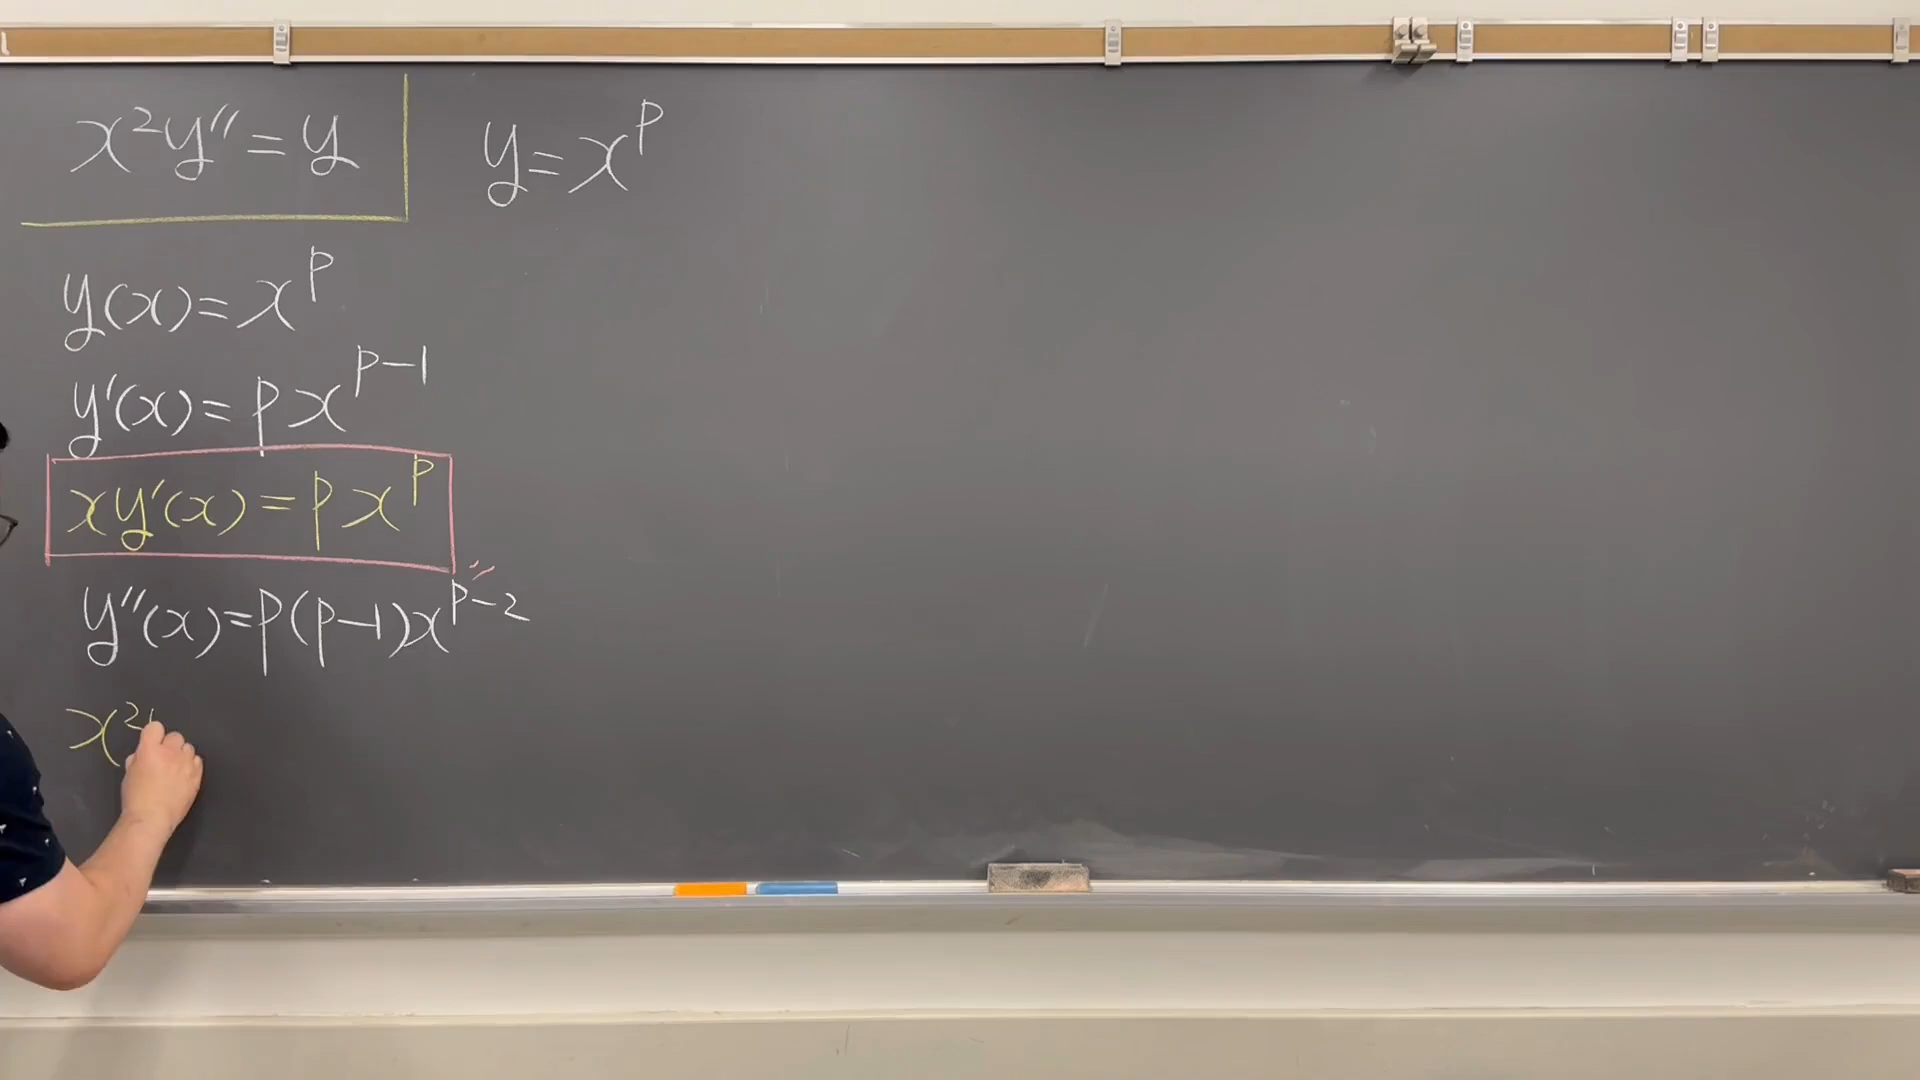 x²y″ = y
y = x^p
y(x) = x^p
y′(x) = p x^{p-1}
x y′(x) = p x^p
y″(x) = p(p-1)x^{p-2}
x²